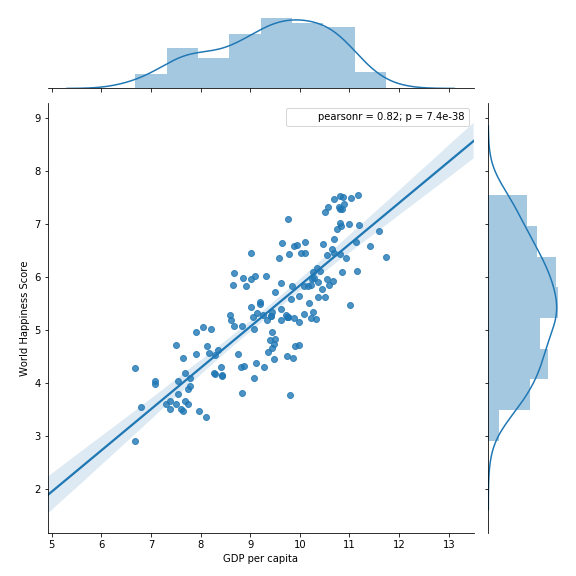 pearsonr = 0.82; p = 7.4e-38
9
8
7
6
5
4
3
2
World Happiness Score
5 6 7 8 9 10 11 12 13
GDP per capita